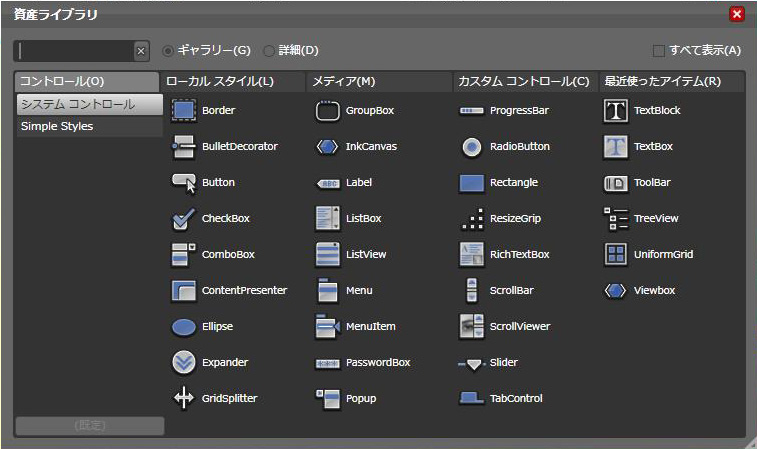 資産ライブラリ
ギャラリー(G) 詳細(D) すべて表示(A)
コントロール(O) ローカル スタイル(L) メディア(M) カスタム コントロール(C) 最近使ったアイテム(R)
システム コントロール
Simple Styles
Border GroupBox ProgressBar TextBlock
BulletDecorator InkCanvas RadioButton TextBox
Button Label Rectangle ToolBar
CheckBox ListBox ResizeGrip TreeView
ComboBox ListView RichTextBox UniformGrid
ContentPresenter Menu ScrollBar Viewbox
Ellipse MenuItem ScrollViewer
Expander PasswordBox Slider
GridSplitter Popup TabControl
(既定)